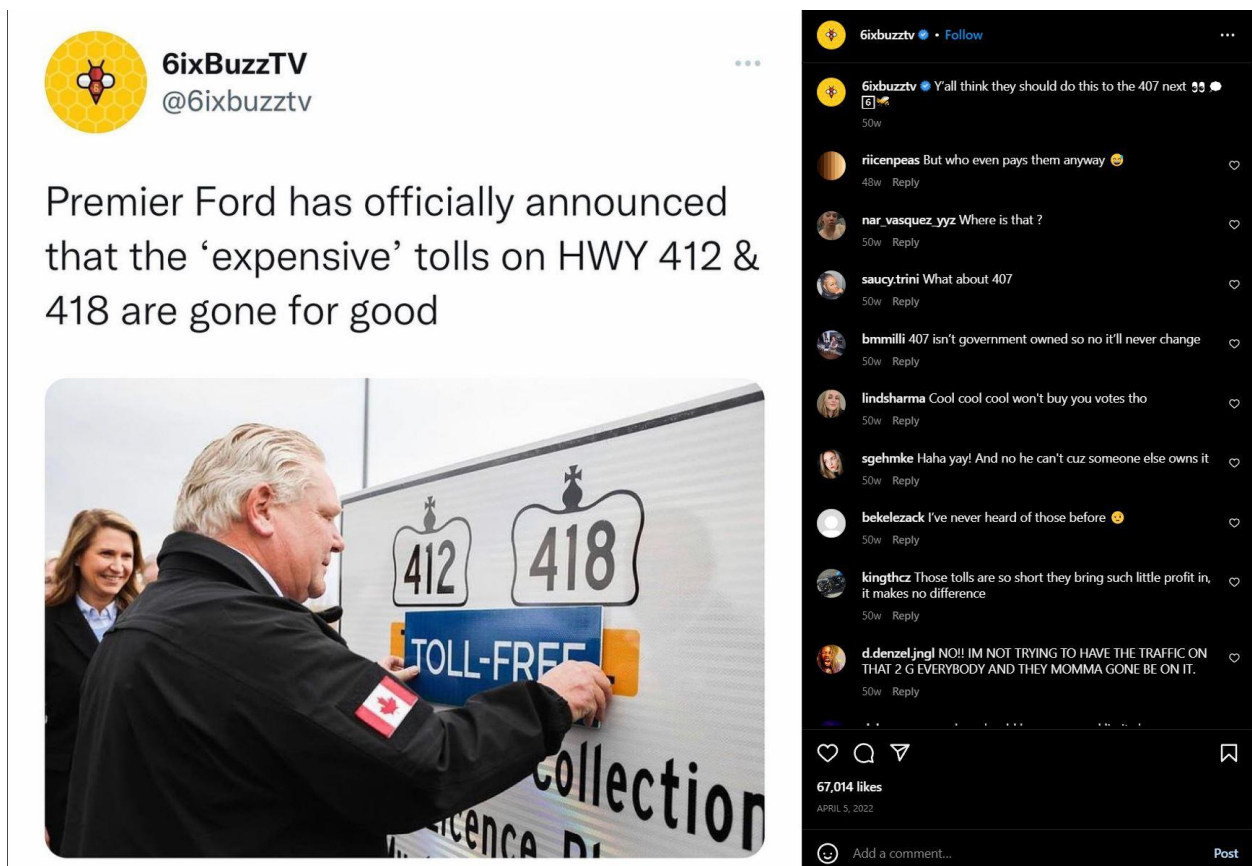 6ixBuzzTV
@6ixbuzztv
Premier Ford has officially announced
that the ‘expensive’ tolls on HWY 412 &
418 are gone for good
412
418
TOLL-FREE
Collection
6ixbuzztv • Follow
6ixbuzztv Y'all think they should do this to the 407 next 👀 💭
6️⃣🐝
50w
riicenpeas But who even pays them anyway 😅
48w Reply
nar_vasquez_yyz Where is that ?
50w Reply
saucy.trini What about 407
50w Reply
bmmilli 407 isn’t government owned so no it’ll never change
50w Reply
lindsharma Cool cool cool won't buy you votes tho
50w Reply
sgehmke Haha yay! And no he can't cuz someone else owns it
50w Reply
bekelezack I’ve never heard of those before 😥
50w Reply
kingthcz Those tolls are so short they bring such little profit in,
it makes no difference
50w Reply
d.denzel.jngl NO!! IM NOT TRYING TO HAVE THE TRAFFIC ON
THAT 2 G EVERYBODY AND THEY MOMMA GONE BE ON IT.
50w Reply
67,014 likes
APRIL 5, 2022
Add a comment...
Post